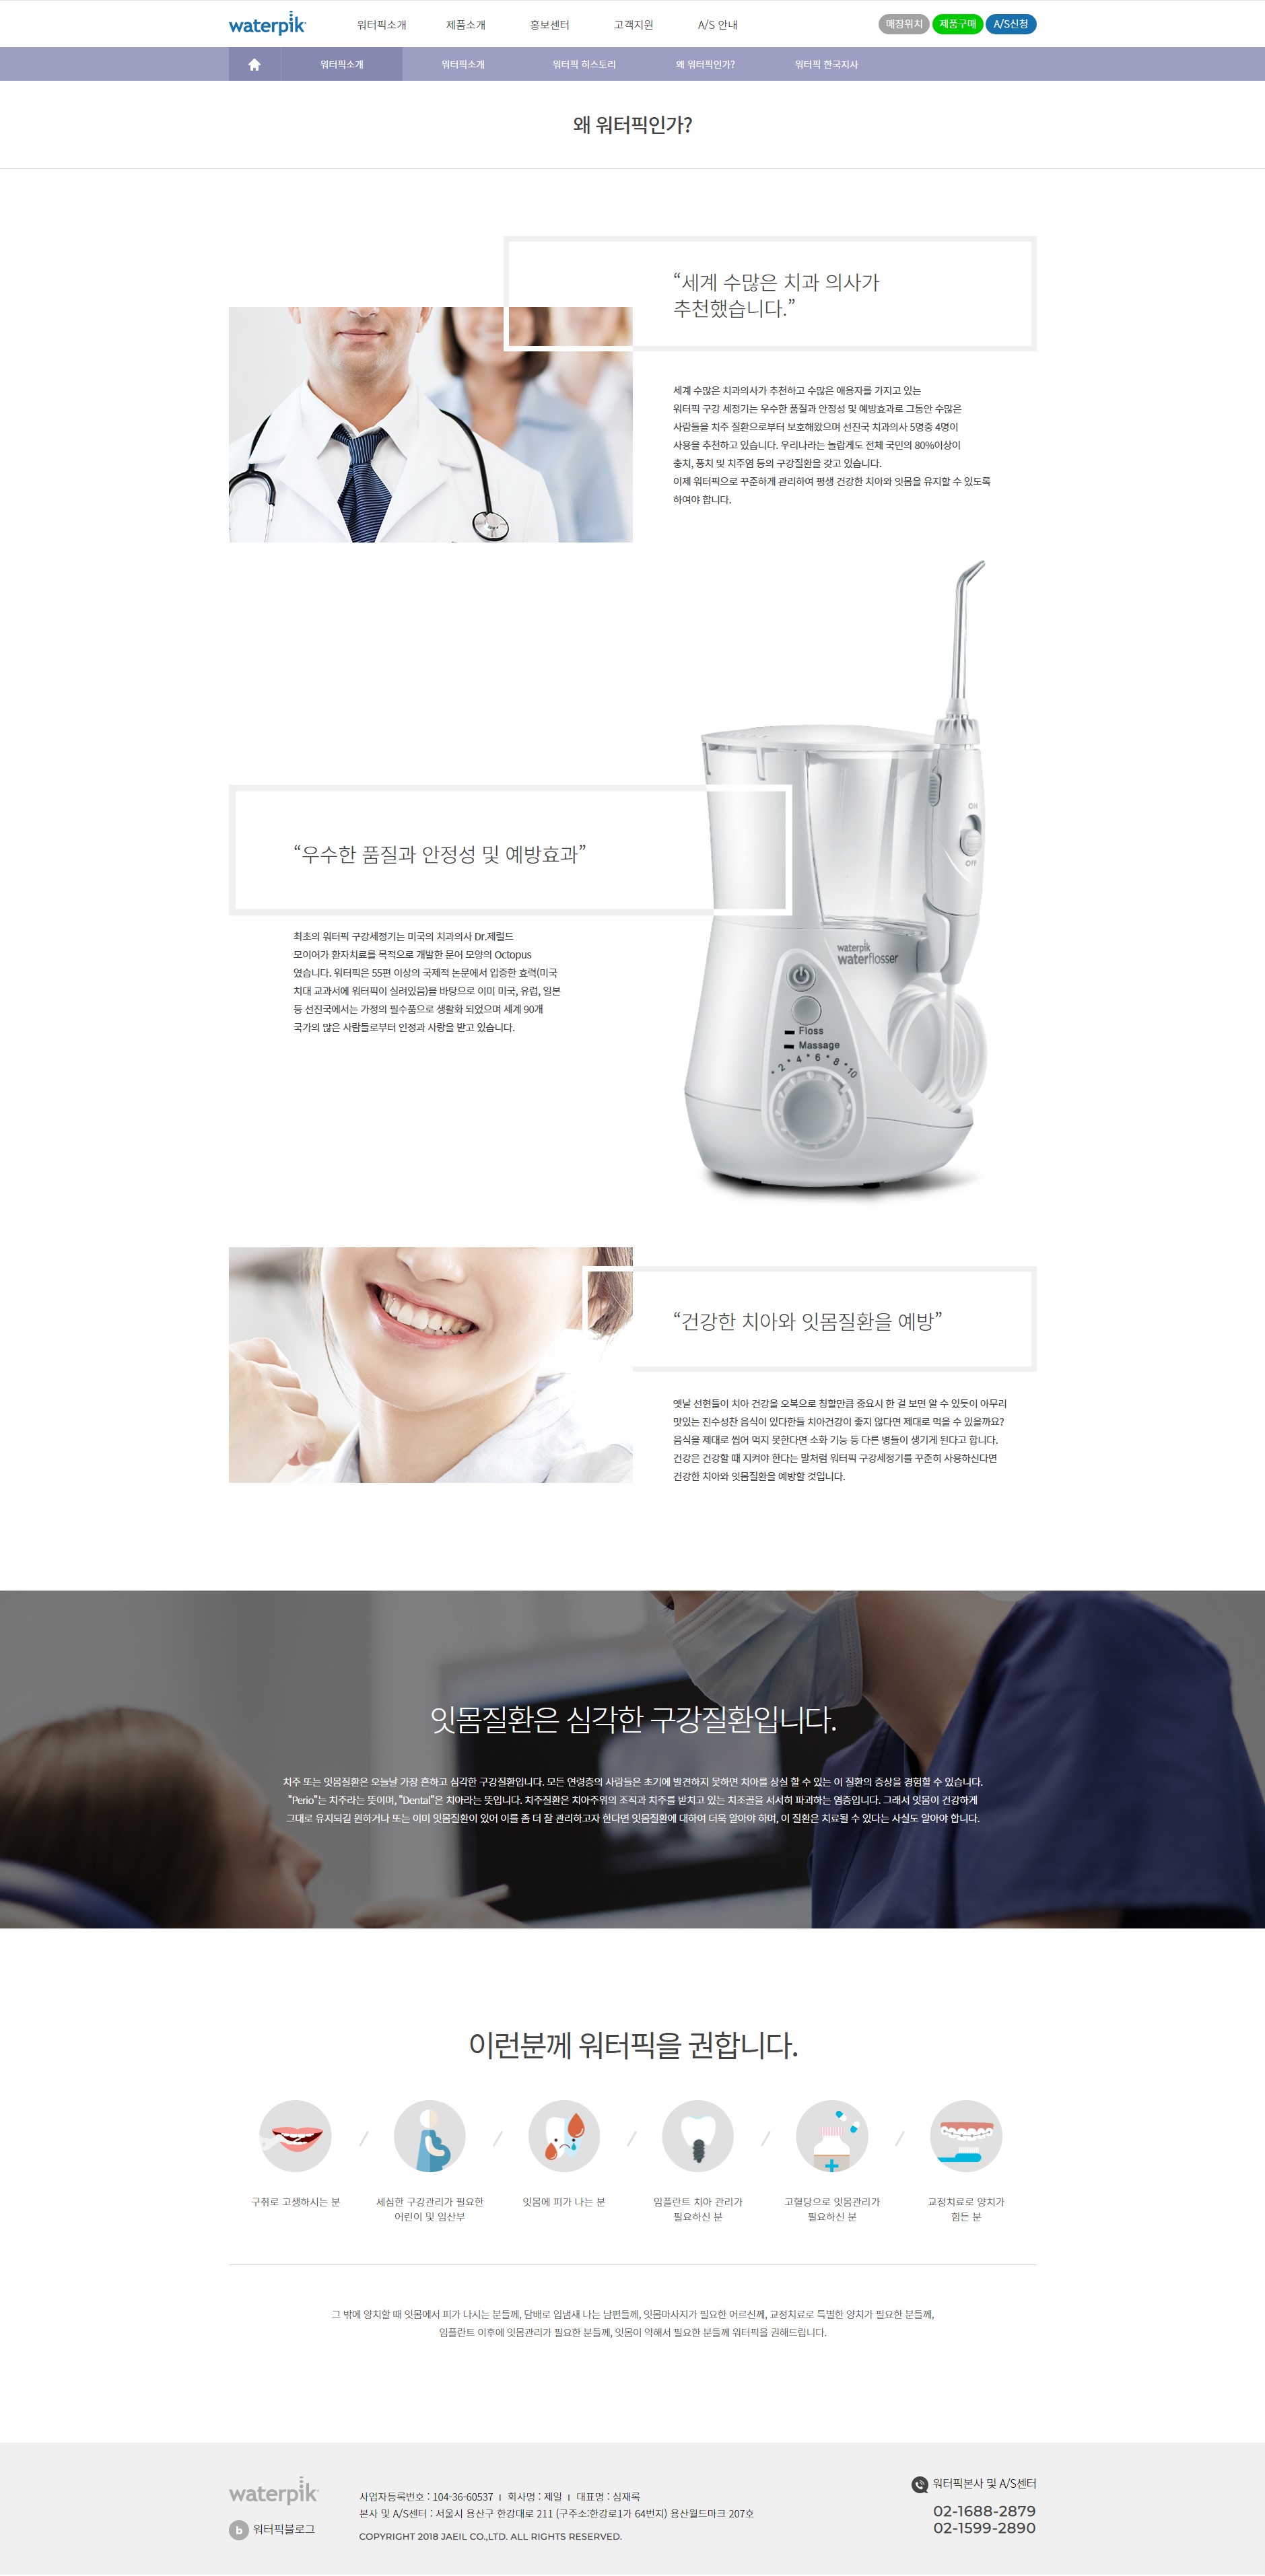 waterpik
워터픽소개
제품소개
홍보센터
고객지원
A/S 안내
매장위치
제품구매
A/S신청
워터픽소개
워터픽소개
워터픽 히스토리
왜 워터픽인가?
워터픽 한국지사
왜 워터픽인가?
“세계 수많은 치과 의사가
추천했습니다.”
세계 수많은 치과의사가 추천하고 수많은 애용자를 가지고 있는
워터픽 구강 세정기는 우수한 품질과 안정성 및 예방효과로 그동안 수많은
사람들을 치주 질환으로부터 보호해왔으며 선진국 치과의사 5명중 4명이
사용을 추천하고 있습니다. 우리나라는 놀랍게도 전체 국민의 80%이상이
충치, 풍치 및 치주염 등의 구강질환을 갖고 있습니다.
이제 워터픽으로 꾸준하게 관리하여 평생 건강한 치아와 잇몸을 유지할 수 있도록
하여야 합니다.
ON
OFF
“우수한 품질과 안정성 및 예방효과”
최초의 워터픽 구강세정기는 미국의 치과의사 Dr.제럴드
모이어가 환자치료를 목적으로 개발한 문어 모양의 Octopus
였습니다. 워터픽은 55편 이상의 국제적 논문에서 입증한 효력(미국
치대 교과서에 워터픽이 실려있음)을 바탕으로 이미 미국, 유럽, 일본
등 선진국에서는 가정의 필수품으로 생활화 되었으며 세계 90개
국가의 많은 사람들로부터 인정과 사랑을 받고 있습니다.
waterpik
waterflosser
Floss
Massage
• 2 • 4 • 6 • 8 • 10
“건강한 치아와 잇몸질환을 예방”
옛날 선현들이 치아 건강을 오복으로 칭할만큼 중요시 한 걸 보면 알 수 있듯이 아무리
맛있는 진수성찬 음식이 있다한들 치아건강이 좋지 않다면 제대로 먹을 수 있을까요?
음식을 제대로 씹어 먹지 못한다면 소화 기능 등 다른 병들이 생기게 된다고 합니다.
건강은 건강할 때 지켜야 한다는 말처럼 워터픽 구강세정기를 꾸준히 사용하신다면
건강한 치아와 잇몸질환을 예방할 것입니다.
잇몸질환은 심각한 구강질환입니다.
치주 또는 잇몸질환은 오늘날 가장 흔하고 심각한 구강질환입니다. 모든 연령층의 사람들은 초기에 발견하지 못하면 치아를 상실 할 수 있는 이 질환의 증상을 경험할 수 있습니다.
"Perio"는 치주라는 뜻이며, "Dental"은 치아라는 뜻입니다. 치주질환은 치아주위의 조직과 치주를 받치고 있는 치조골을 서서히 파괴하는 염증입니다. 그래서 잇몸이 건강하게
그대로 유지되길 원하거나 또는 이미 잇몸질환이 있어 이를 좀 더 잘 관리하고자 한다면 잇몸질환에 대하여 더욱 알아야 하며, 이 질환은 치료될 수 있다는 사실도 알아야 합니다.
이런분께 워터픽을 권합니다.
구취로 고생하시는 분
세심한 구강관리가 필요한
어린이 및 임산부
잇몸에 피가 나는 분
임플란트 치아 관리가
필요하신 분
고혈당으로 잇몸관리가
필요하신 분
교정치료로 양치가
힘든 분
그 밖에 양치할 때 잇몸에서 피가 나시는 분들께, 담배로 입냄새 나는 남편들께, 잇몸마사지가 필요한 어르신께, 교정치료로 특별한 양치가 필요한 분들께,
임플란트 이후에 잇몸관리가 필요한 분들께, 잇몸이 약해서 필요한 분들께 워터픽을 권해드립니다.
waterpik
워터픽블로그
사업자등록번호 : 104-36-60537 | 회사명 : 제일 | 대표명 : 심재록
본사 및 A/S센터 : 서울시 용산구 한강대로 211 (구주소:한강로1가 64번지) 용산월드마크 207호
COPYRIGHT 2018 JAEIL CO.,LTD. ALL RIGHTS RESERVED.
워터픽본사 및 A/S센터
02-1688-2879
02-1599-2890